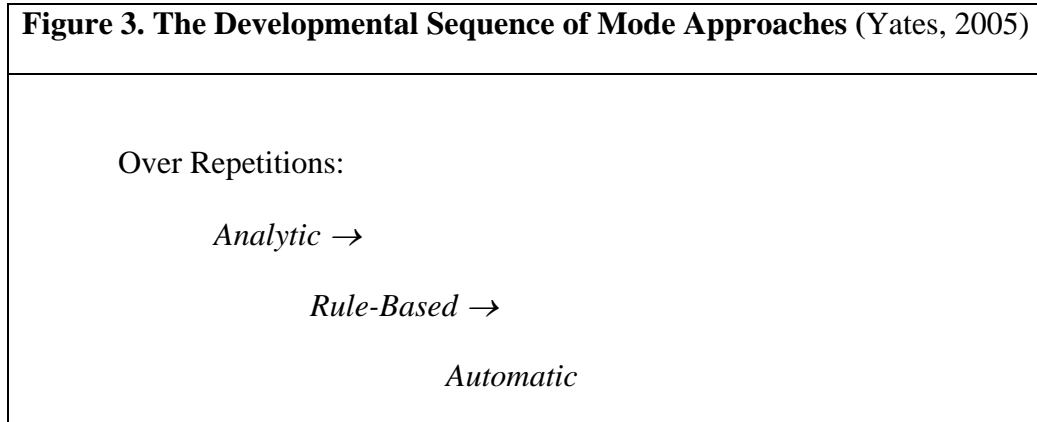 Figure 3. The Developmental Sequence of Mode Approaches (Yates, 2005)
Over Repetitions:
Analytic →
Rule-Based →
Automatic